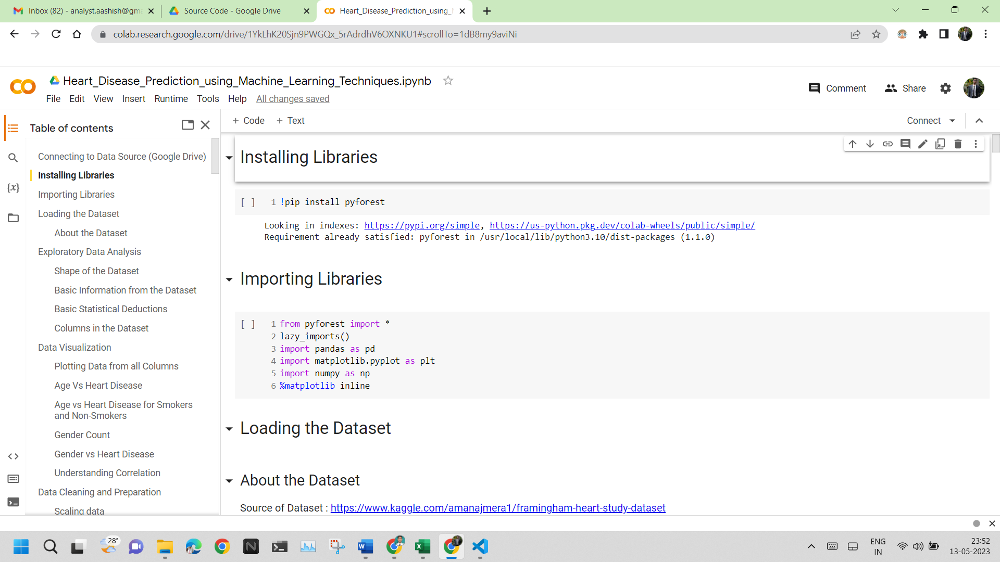 Inbox (82) - analyst.aashish@gm
Source Code - Google Drive
Heart_Disease_Prediction_using_
colab.research.google.com/drive/1YkLhK20Sjn9PWGQx_5rAdrdhV6OXNKU1#scrollTo=1dB8my9aviNi
Heart_Disease_Prediction_using_Machine_Learning_Techniques.ipynb
File Edit View Insert Runtime Tools Help All changes saved
Comment Share
Table of contents
Connecting to Data Source (Google Drive)
Installing Libraries
Importing Libraries
Loading the Dataset
About the Dataset
Exploratory Data Analysis
Shape of the Dataset
Basic Information from the Dataset
Basic Statistical Deductions
Columns in the Dataset
Data Visualization
Plotting Data from all Columns
Age Vs Heart Disease
Age vs Heart Disease for Smokers
and Non-Smokers
Gender Count
Gender vs Heart Disease
Understanding Correlation
Data Cleaning and Preparation
Scaling data
+ Code + Text
Connect
Installing Libraries
[ ] 1 !pip install pyforest
Looking in indexes: https://pypi.org/simple, https://us-python.pkg.dev/colab-wheels/public/simple/
Requirement already satisfied: pyforest in /usr/local/lib/python3.10/dist-packages (1.1.0)
Importing Libraries
[ ] 1 from pyforest import *
2 lazy_imports()
3 import pandas as pd
4 import matplotlib.pyplot as plt
5 import numpy as np
6 %matplotlib inline
Loading the Dataset
About the Dataset
Source of Dataset : https://www.kaggle.com/amanajmera1/framingham-heart-study-dataset
28°
ENG
IN
23:52
13-05-2023